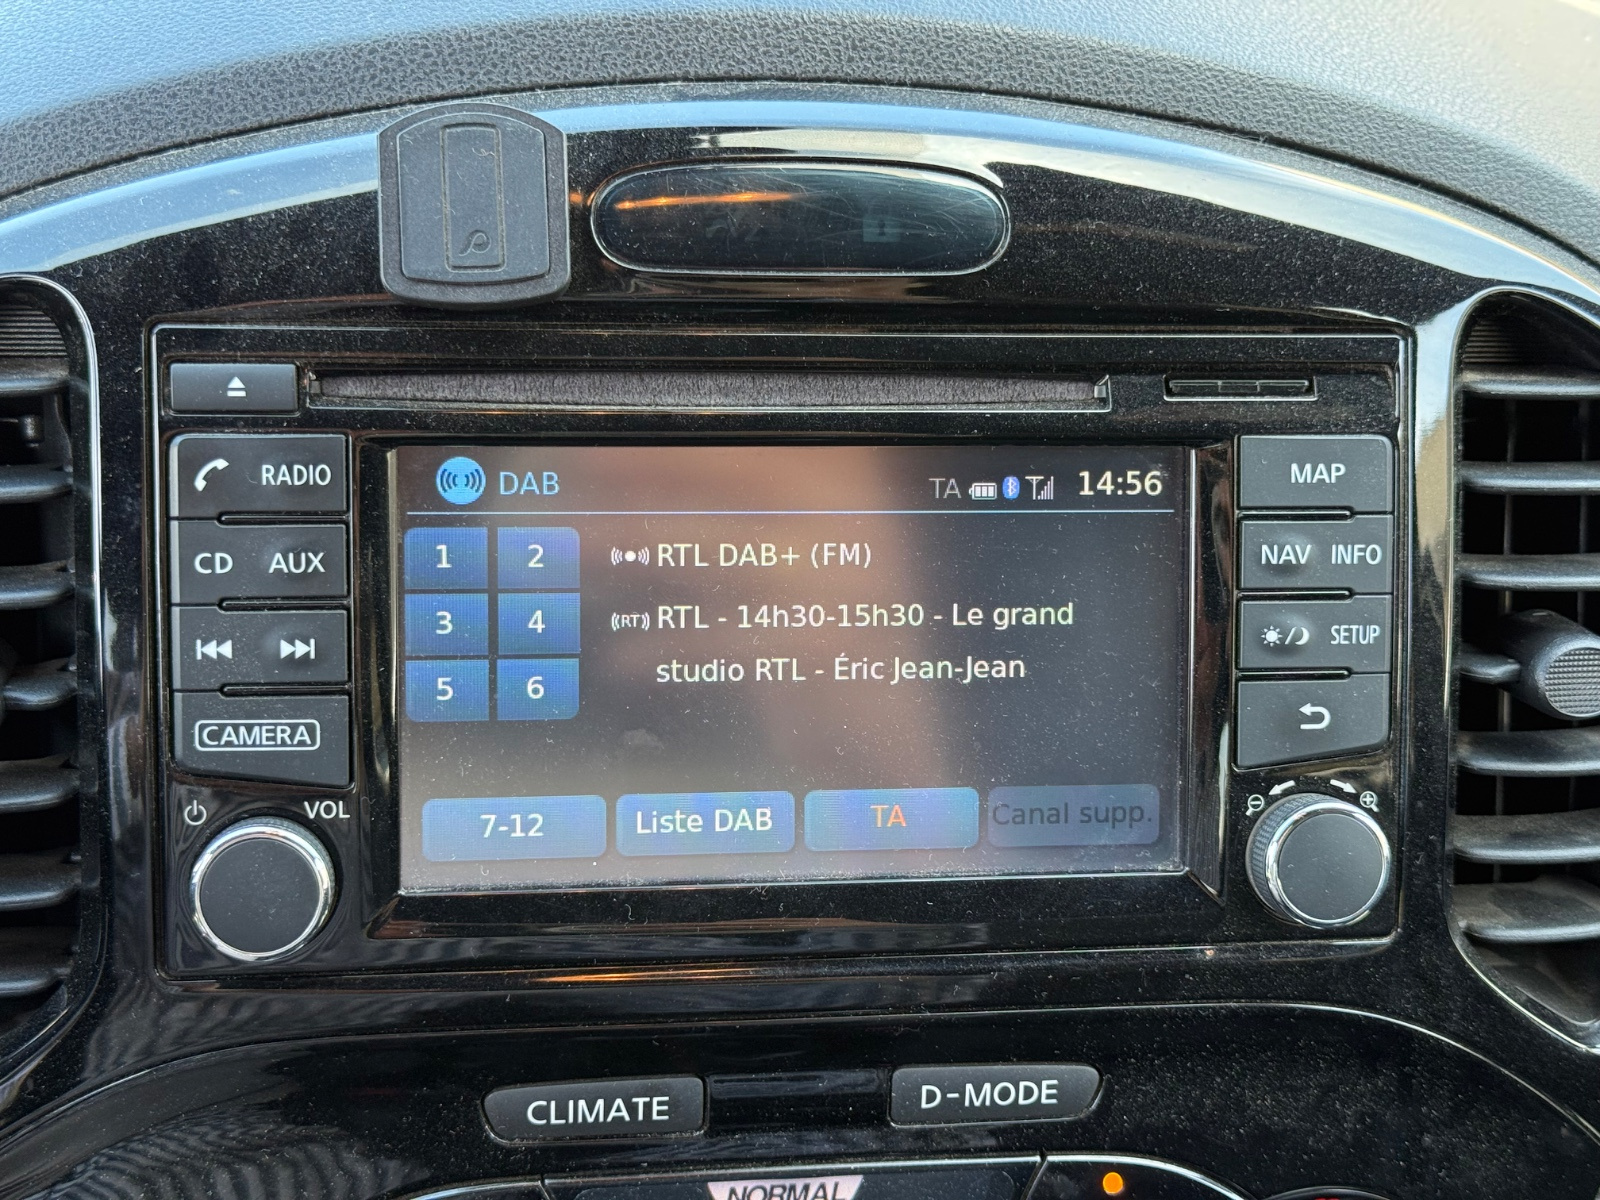 RADIO
CD AUX
CAMERA
VOL
DAB
TA 14:56
1 2
3 4
5 6
RTL DAB+ (FM)
(RT) RTL - 14h30-15h30 - Le grand
studio RTL - Éric Jean-Jean
7-12 Liste DAB TA Canal supp.
MAP
NAV INFO
SETUP
CLIMATE D-MODE
NORMAL